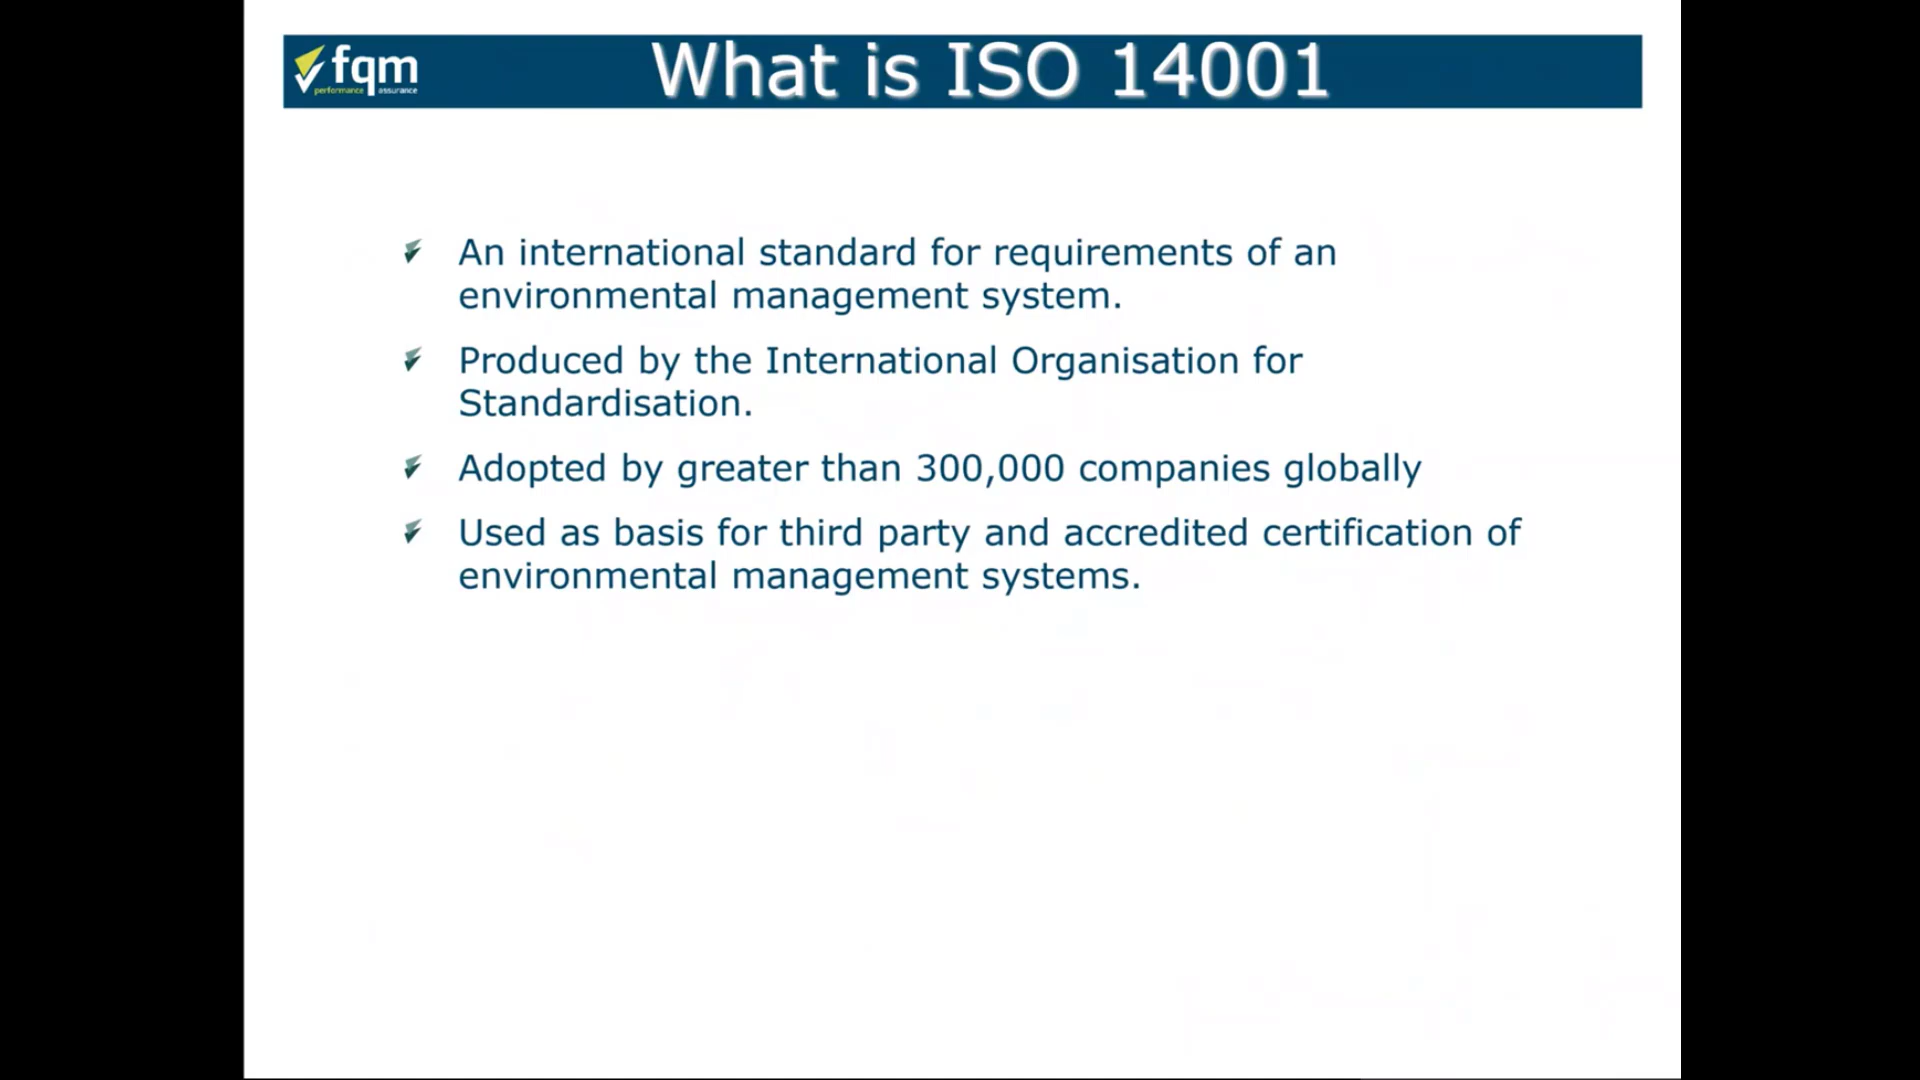 fqm
performance assurance
What is ISO 14001
An international standard for requirements of an
environmental management system.
Produced by the International Organisation for
Standardisation.
Adopted by greater than 300,000 companies globally
Used as basis for third party and accredited certification of
environmental management systems.